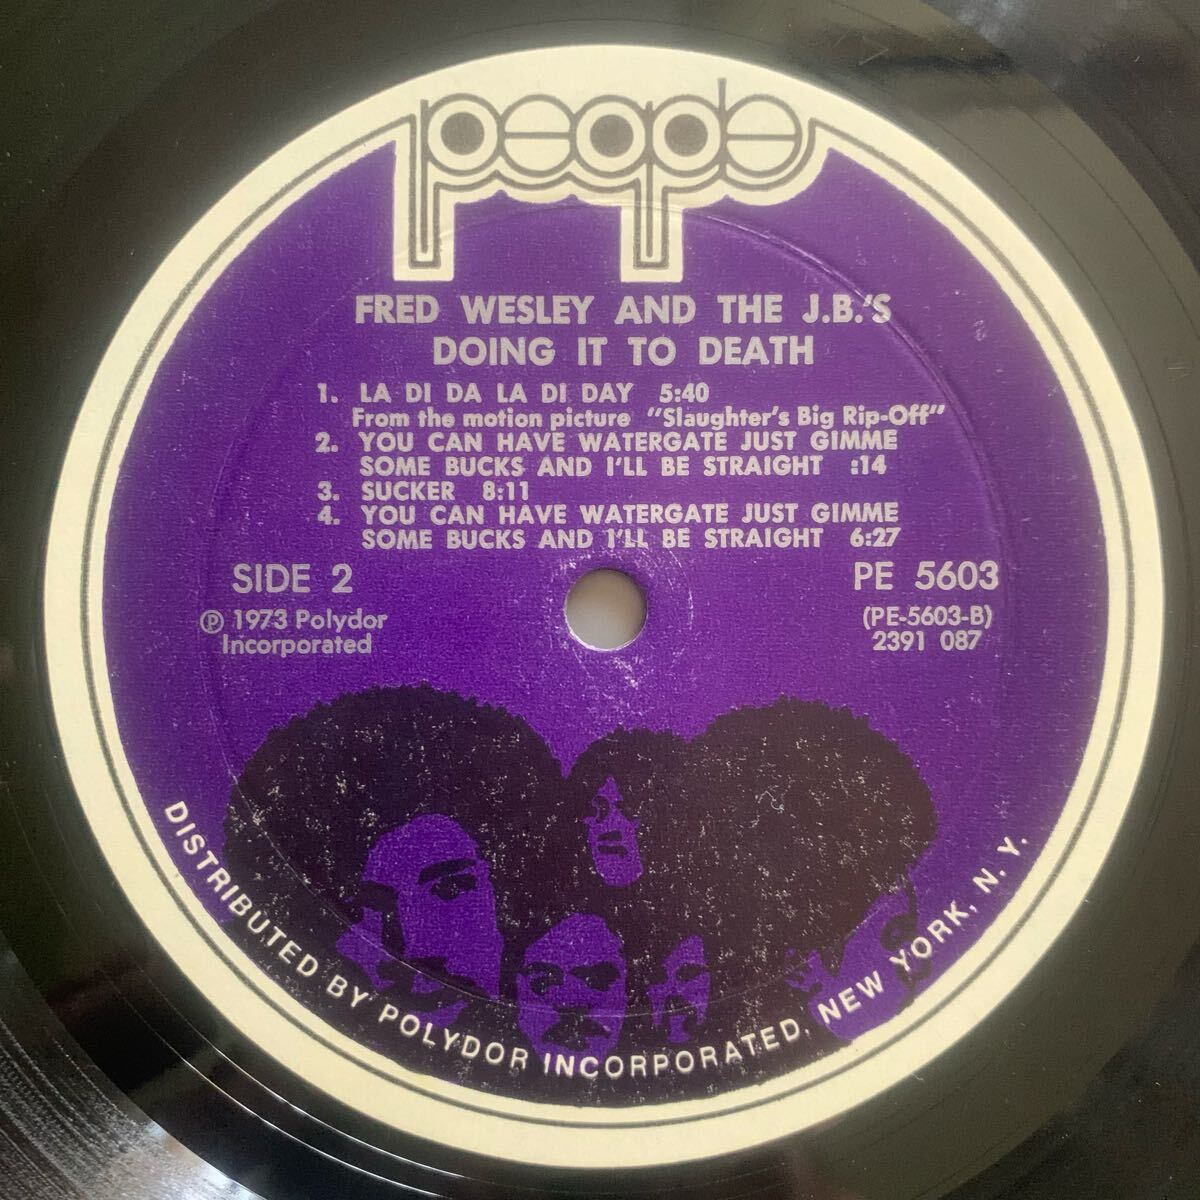 people
FRED WESLEY AND THE J.B.'S
DOING IT TO DEATH
1. LA DI DA LA DI DAY 5:40
From the motion picture "Slaughter's Big Rip-Off"
2. YOU CAN HAVE WATERGATE JUST GIMME
SOME BUCKS AND I'LL BE STRAIGHT :14
3. SUCKER 8:11
4. YOU CAN HAVE WATERGATE JUST GIMME
SOME BUCKS AND I'LL BE STRAIGHT 6:27
SIDE 2
℗ 1973 Polydor
Incorporated
PE 5603
(PE-5603-B)
2391 087
DISTRIBUTED BY POLYDOR INCORPORATED, NEW YORK, N.Y.